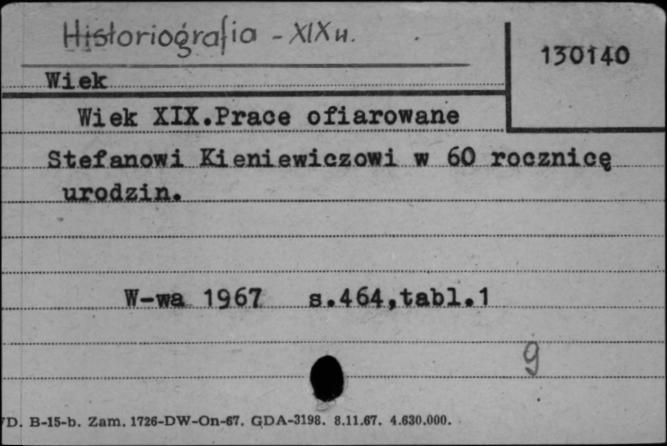 Historiografia - XIX w.
130140
Wiek
Wiek XIX.Prace ofiarowane
Stefanowi Kieniewiczowi w 60 rocznicę
urodzin.
W-wa 1967 s.464,tabl.1
9
D. B-15-b. Zam. 1726-DW-On-67. GDA-3198. 8.11.67. 4.630.000.